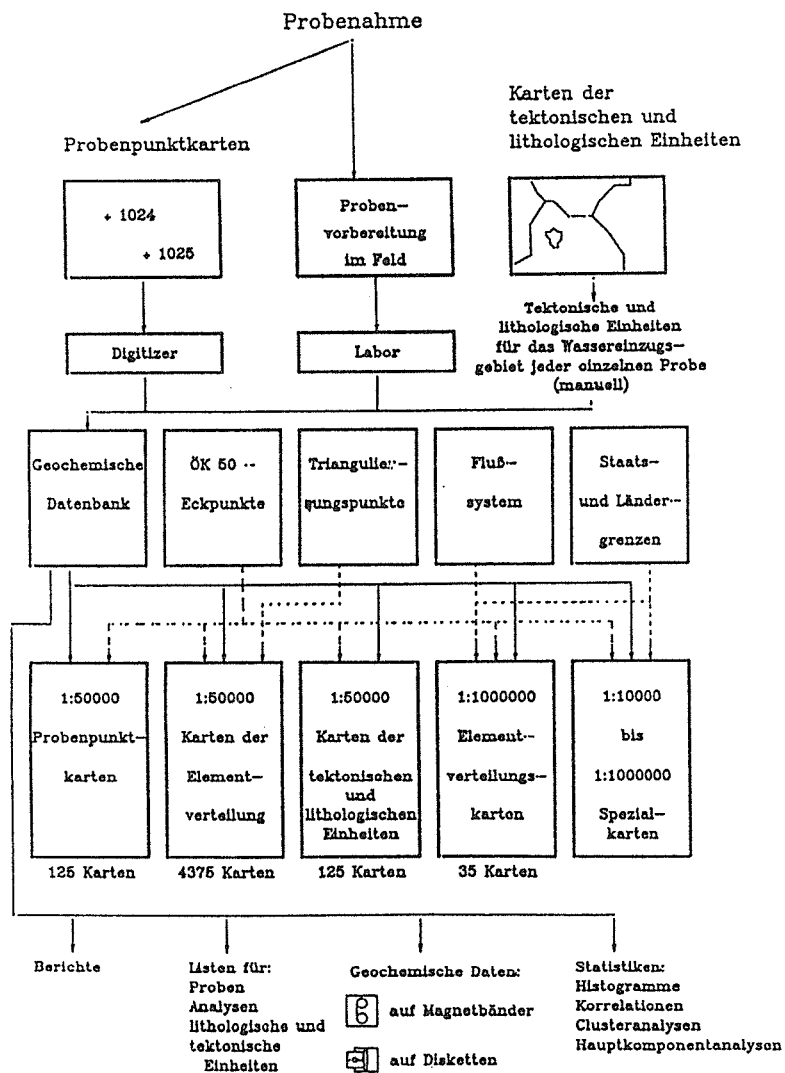 Probenahme
Karten der
tektonischen und
lithologischen Einheiten
Probenpunktkarten
+ 1024
+ 1025
Proben—
vorbereitung
im Feld
Tektonische und
lithologische Einheiten
für das Wassereinzugs—
gebiet jeder einzelnen Probe
(manuell)
Digitizer
Labor
Geochemische
Datenbank
ÖK 50 --
Eckpunkte
Triangulie--
rungspunkte
Fluß--
system
Staats—
und Länder--
grenzen
1:50000
Probenpunkt—
karten
125 Karten
1:50000
Karten der
Element—
verteilung
4375 Karten
1:50000
Karten der
tektonischen
und
lithologischen
Einheiten
125 Karten
1:1000000
Element--
verteilungs--
karten
35 Karten
1:10000
bis
1:1000000
Spezial—
karten
Berichte
Listen für:
Proben
Analysen
lithologische und
tektonische
Einheiten
Geochemische Daten:
auf Magnetbänder
auf Disketten
Statistiken:
Histogramme
Korrelationen
Clusteranalysen
Hauptkomponentanalysen